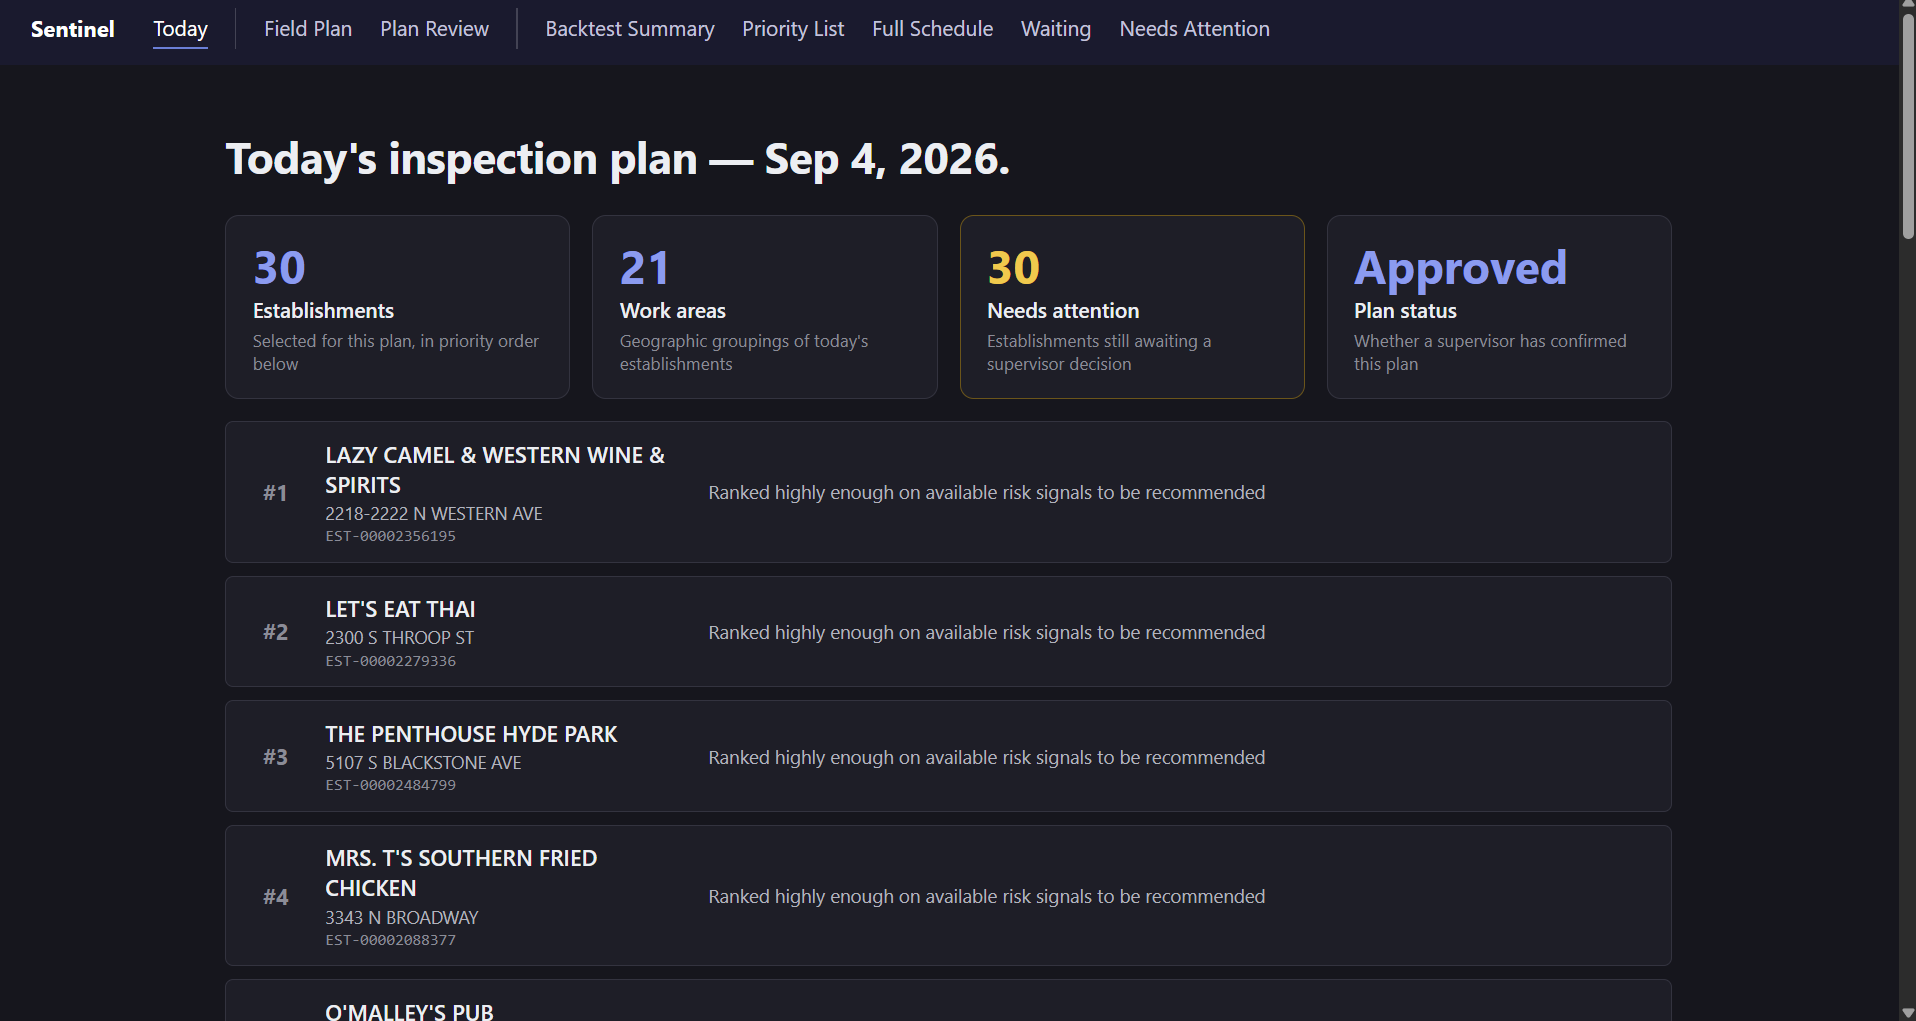 Sentinel Today Field Plan Plan Review Backtest Summary Priority List Full Schedule Waiting Needs Attention
Today's inspection plan — Sep 4, 2026.
30
Establishments
Selected for this plan, in priority order
below
21
Work areas
Geographic groupings of today's
establishments
30
Needs attention
Establishments still awaiting a
supervisor decision
Approved
Plan status
Whether a supervisor has confirmed
this plan
#1
LAZY CAMEL & WESTERN WINE &
SPIRITS
2218-2222 N WESTERN AVE
EST-00002356195
Ranked highly enough on available risk signals to be recommended
#2
LET'S EAT THAI
2300 S THROOP ST
EST-00002279336
Ranked highly enough on available risk signals to be recommended
#3
THE PENTHOUSE HYDE PARK
5107 S BLACKSTONE AVE
EST-00002484799
Ranked highly enough on available risk signals to be recommended
#4
MRS. T'S SOUTHERN FRIED
CHICKEN
3343 N BROADWAY
EST-00002088377
Ranked highly enough on available risk signals to be recommended
O'MALLEY'S PUB